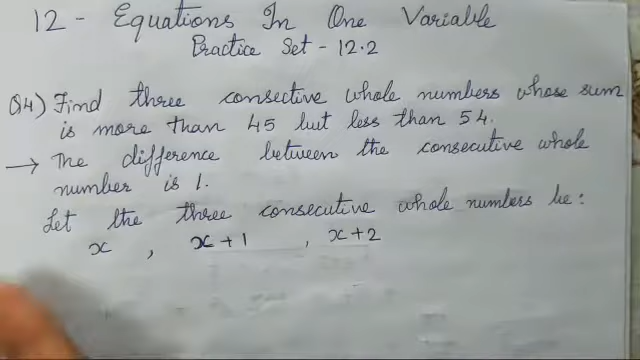 12 - Equations In One Variable
Practice Set - 12.2
Q4) Find three consective whole numbers whose sum
is more than 45 but less than 54.
→ The difference between the consecutive whole
number is 1.
Let the three consecutive whole numbers be:
x , x + 1 , x + 2